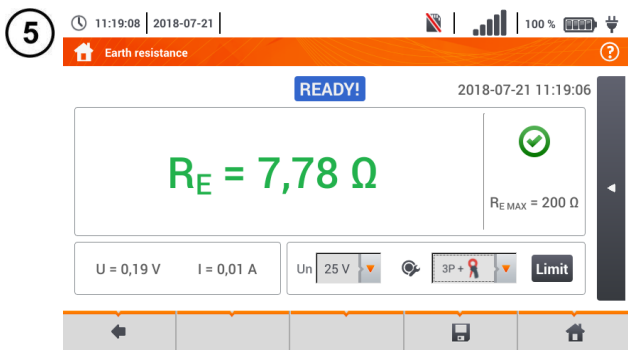 5
11:19:08 2018-07-21 100 %
Earth resistance ?
READY! 2018-07-21 11:19:06
RE = 7,78 Ω
RE MAX = 200 Ω
U = 0,19 V I = 0,01 A Un 25 V 3P + Limit